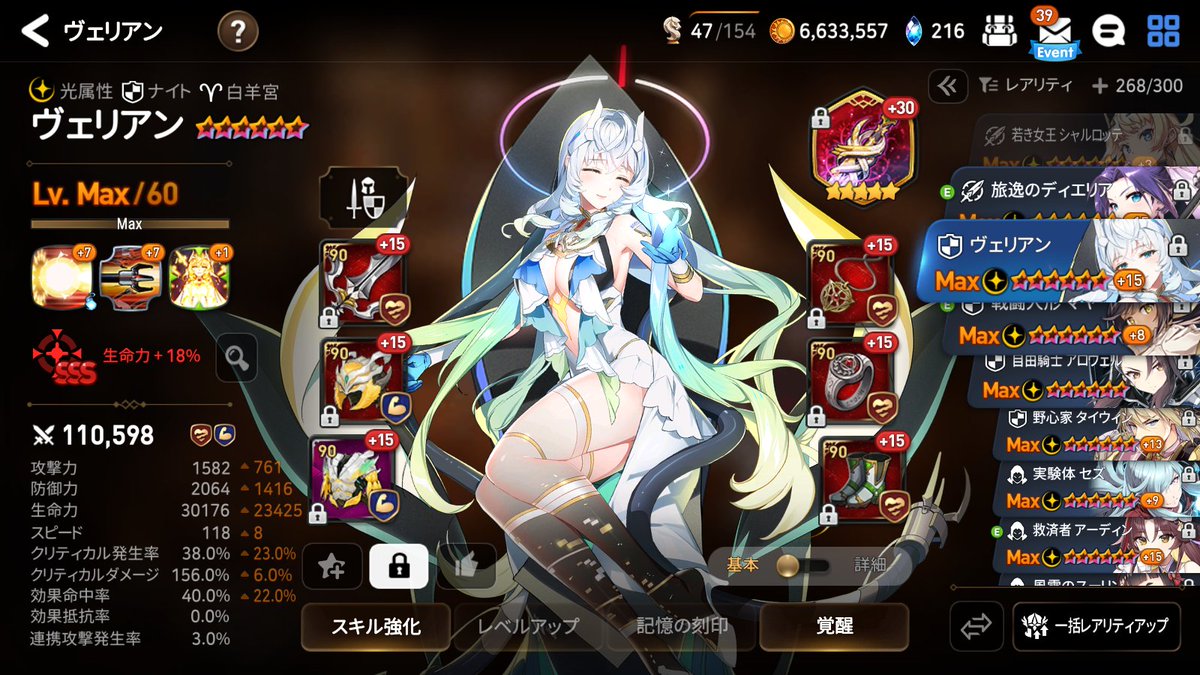 ヴェリアン
?
47/154
6,633,557
216
39
Event
光属性 ナイト 白羊宮
ヴェリアン
Lv. Max/60
Max
+7
+7
+1
SSS
生命力 + 18%
110,598
攻撃力 1582 761
防御力 2064 1416
生命力 30176 23425
スピード 118 8
クリティカル発生率 38.0% 23.0%
クリティカルダメージ 156.0% 6.0%
効果命中率 40.0% 22.0%
効果抵抗率 0.0%
連携攻撃発生率 3.0%
90 +15
90 +15
90 +15
+30
90 +15
90 +15
90 +15
基本 詳細
スキル強化
レベルアップ
記憶の刻印
覚醒
レアリティ
268/300
若き女王 シャルロッテ
Max
E
旅逸のディエリア
ヴェリアン
Max +15
E
Max +8
自由騎士 アロウェル
Max
野心家 タイウィン
Max +13
実験体 セズ
Max +9
E
救済者 アーディン
Max +15
一括レアリティアップ